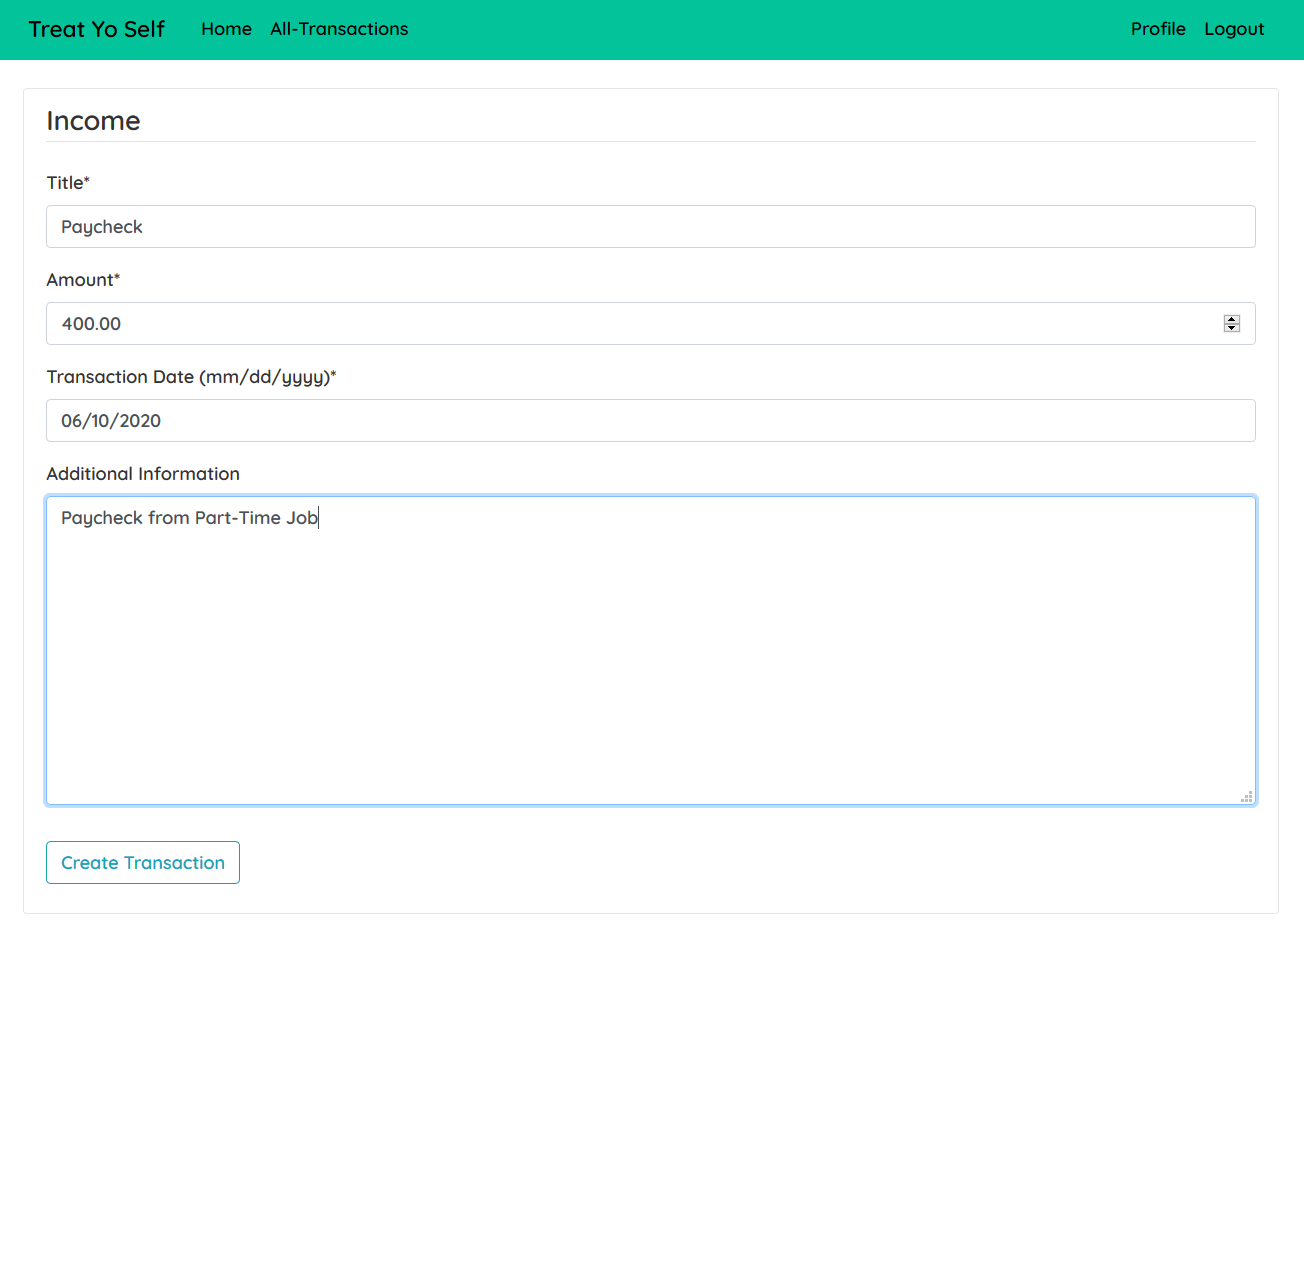 Treat Yo Self Home All-Transactions Profile Logout
Income
Title*
Paycheck
Amount*
400.00
Transaction Date (mm/dd/yyyy)*
06/10/2020
Additional Information
Paycheck from Part-Time Job
Create Transaction